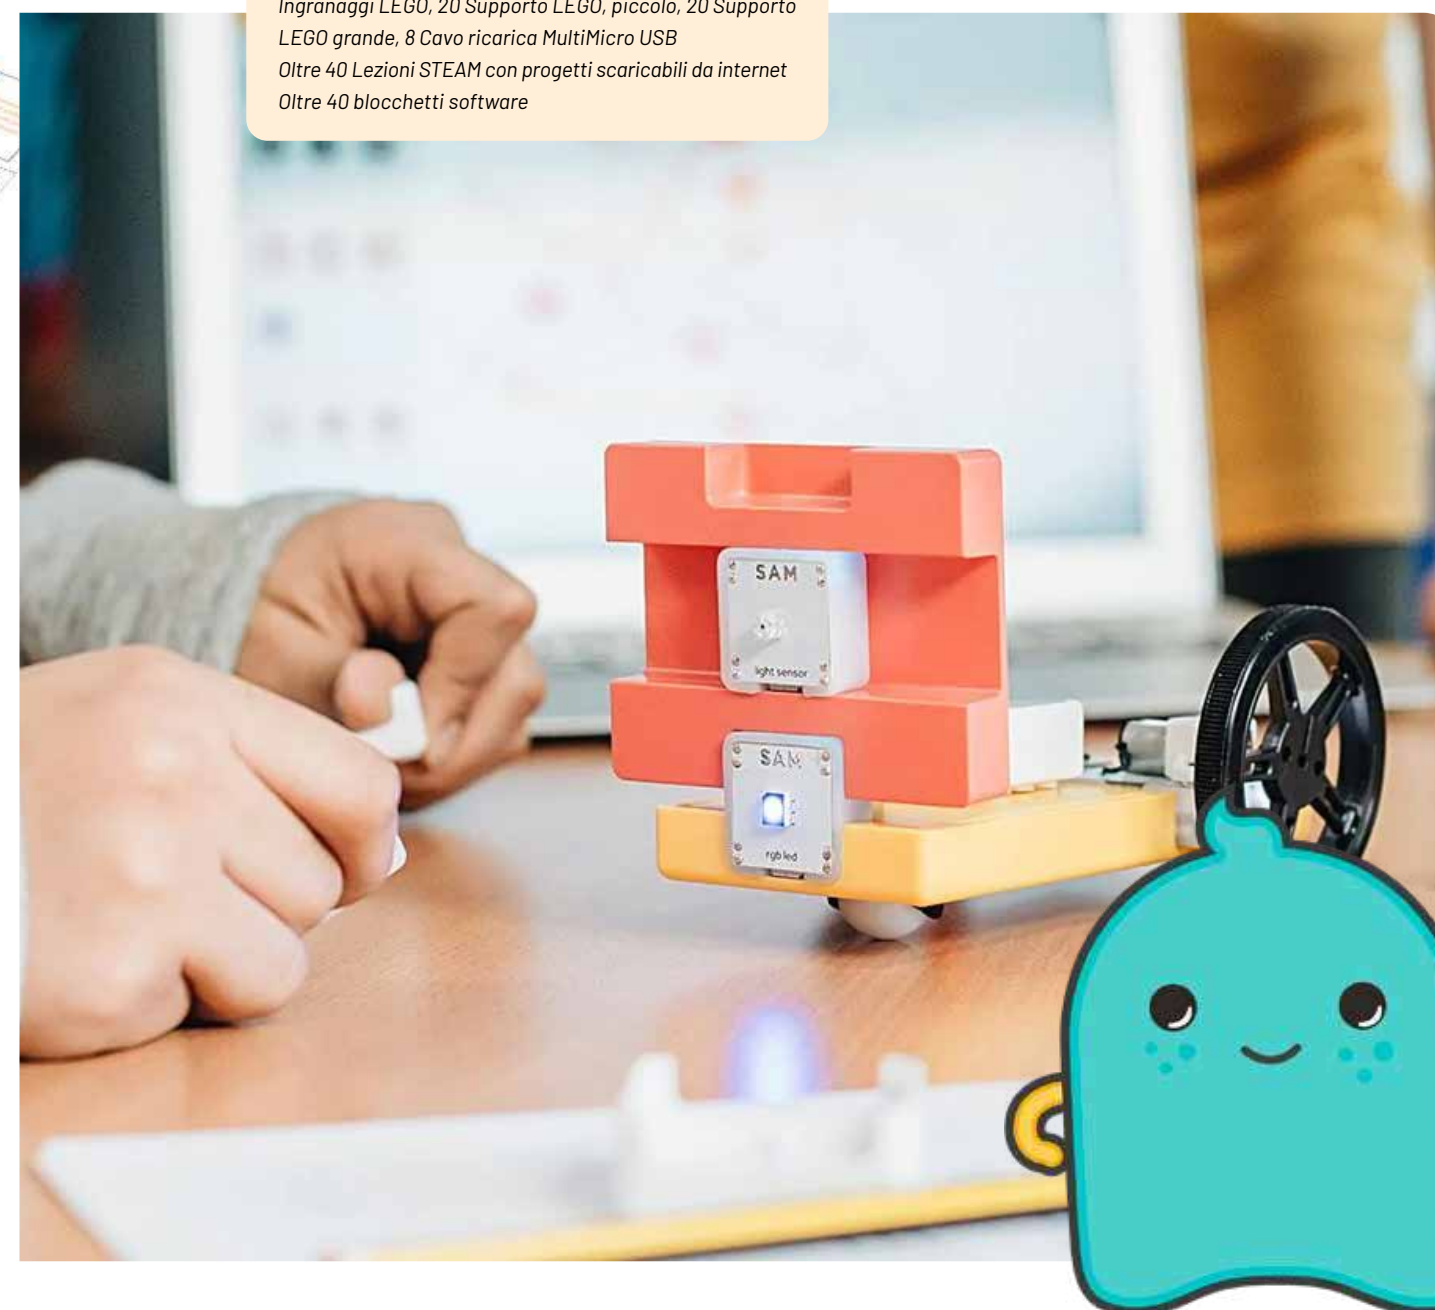 Ingranaggi LEGO, 20 Supporto LEGO, piccolo, 20 Supporto
LEGO grande, 8 Cavo ricarica MultiMicro USB
Oltre 40 Lezioni STEAM con progetti scaricabili da internet
Oltre 40 blocchetti software
SAM
light sensor
SAM
rgb led